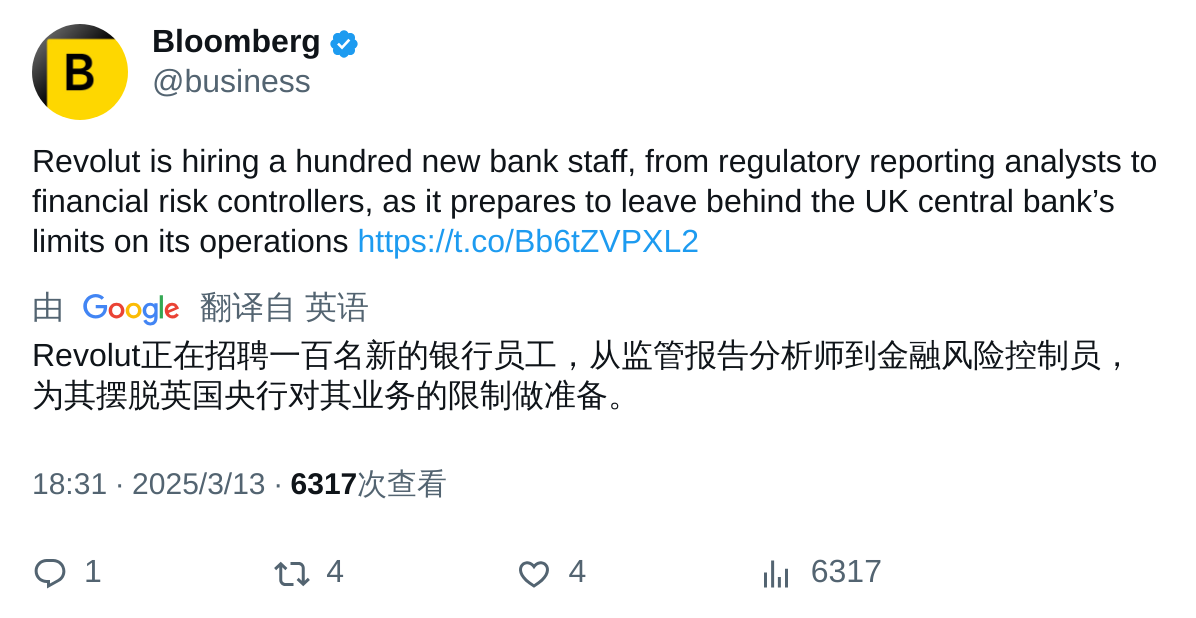 B
Bloomberg
@business
Revolut is hiring a hundred new bank staff, from regulatory reporting analysts to
financial risk controllers, as it prepares to leave behind the UK central bank’s
limits on its operations https://t.co/Bb6tZVPXL2
由 Google 翻译自 英语
Revolut正在招聘一百名新的银行员工，从监管报告分析师到金融风险控制员，
为其摆脱英国央行对其业务的限制做准备。
18:31 · 2025/3/13 · 6317次查看
1 4 4 6317